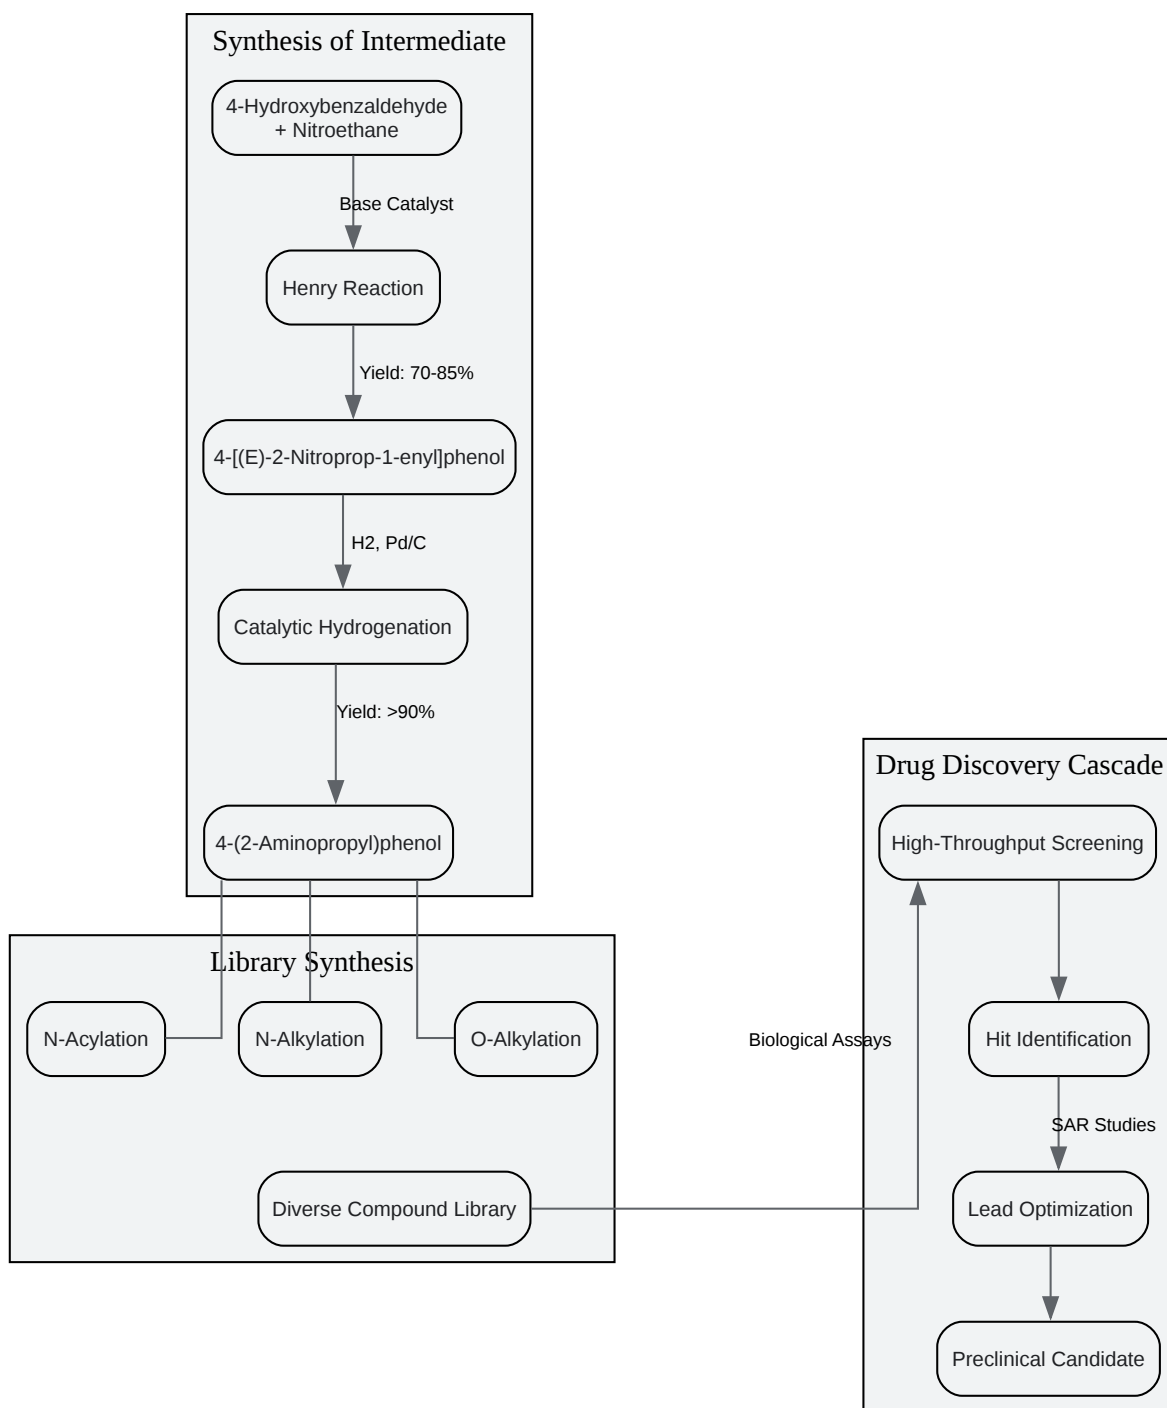 Synthesis of Intermediate
4-Hydroxybenzaldehyde
+ Nitroethane
Base Catalyst
Henry Reaction
Yield: 70-85%
4-[(E)-2-Nitroprop-1-enyl]phenol
H2, Pd/C
Catalytic Hydrogenation
Yield: >90%
4-(2-Aminopropyl)phenol
Library Synthesis
N-Acylation
N-Alkylation
O-Alkylation
Diverse Compound Library
Biological Assays
Drug Discovery Cascade
High-Throughput Screening
Hit Identification
SAR Studies
Lead Optimization
Preclinical Candidate